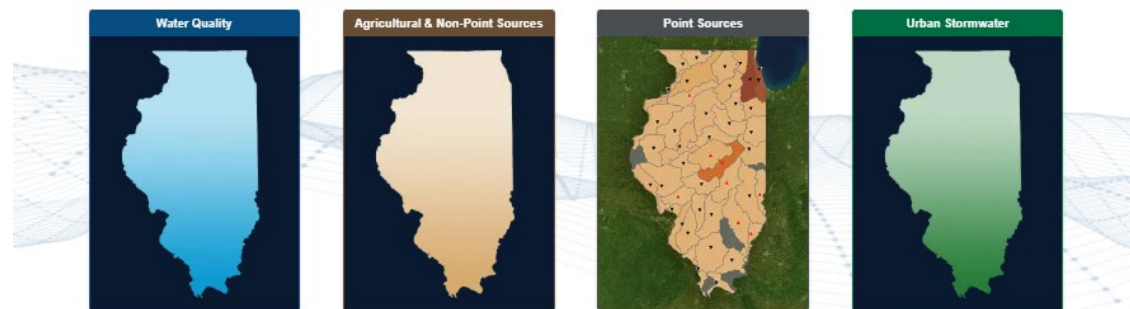 Water Quality
Agricultural & Non-Point Sources
Point Sources
Urban Stormwater